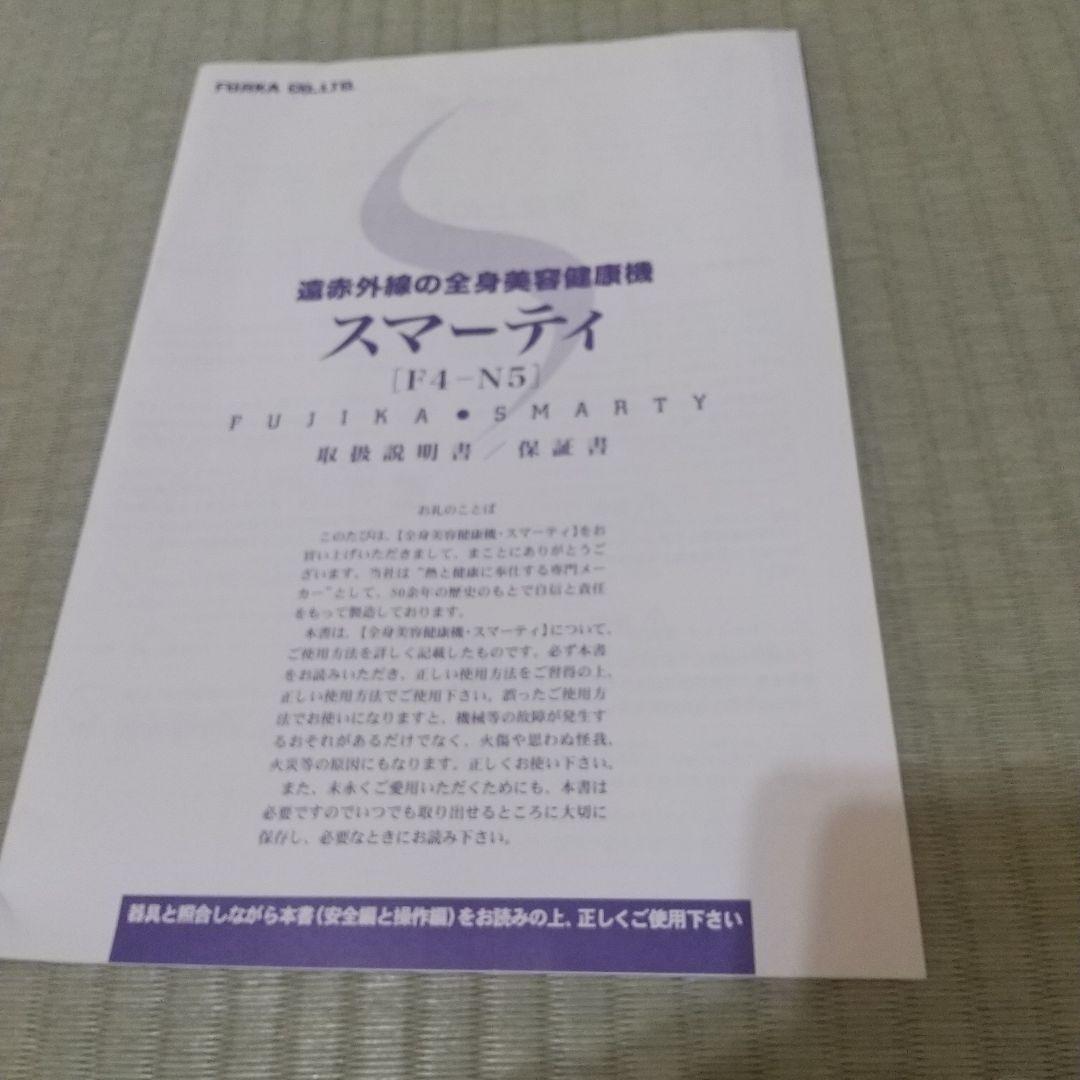 FUJIKA CO.,LTD.
遠赤外線の全身美容健康機
スマーティ
[F4-N5]
FUJIKA●SMARTY
取扱説明書／保証書
お礼のことば
このたびは、【全身美容健康機・スマーティ】をお
買い上げいただきまして、まことにありがとうご
ざいます。当社は“熱と健康に奉仕する専門メー
カー”として、50余年の歴史のもとで自信と責任
をもって製造しております。
本書は、【全身美容健康機・スマーティ】について、
ご使用方法を詳しく記載したものです。必ず本書
をお読みいただき、正しい使用方法をご習得の上、
正しい使用方法でご使用下さい。誤ったご使用方
法でお使いになりますと、機械等の故障が発生す
るおそれがあるだけでなく、火傷や思わぬ怪我、
火災等の原因にもなります。正しくお使い下さい。
また、末永くご愛用いただくためにも、本書は
必要ですのでいつでも取り出せるところに大切に
保存し、必要なときにお読み下さい。
器具と照合しながら本書（安全編と操作編）をお読みの上、正しくご使用下さい